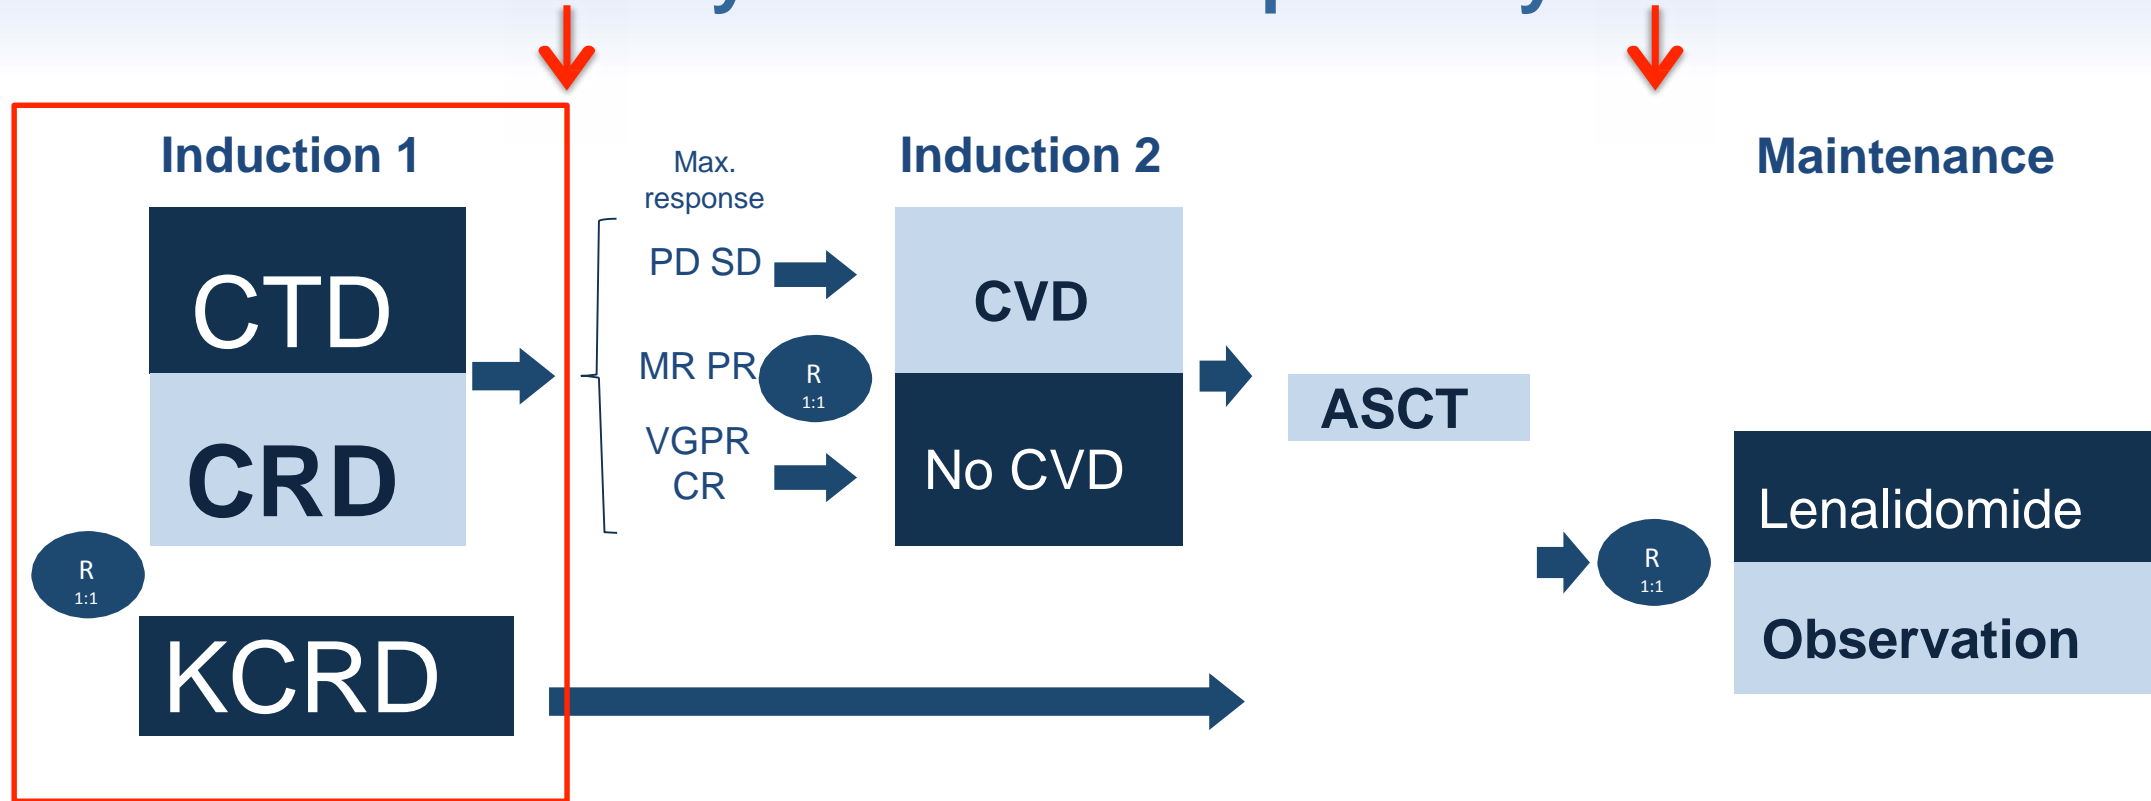 Induction 1
CTD
CRD
R
1:1
KCRD
Max.
response
PD SD
MR PR
VGPR
CR
R
1:1
Induction 2
CVD
No CVD
ASCT
R
1:1
Maintenance
Lenalidomide
Observation